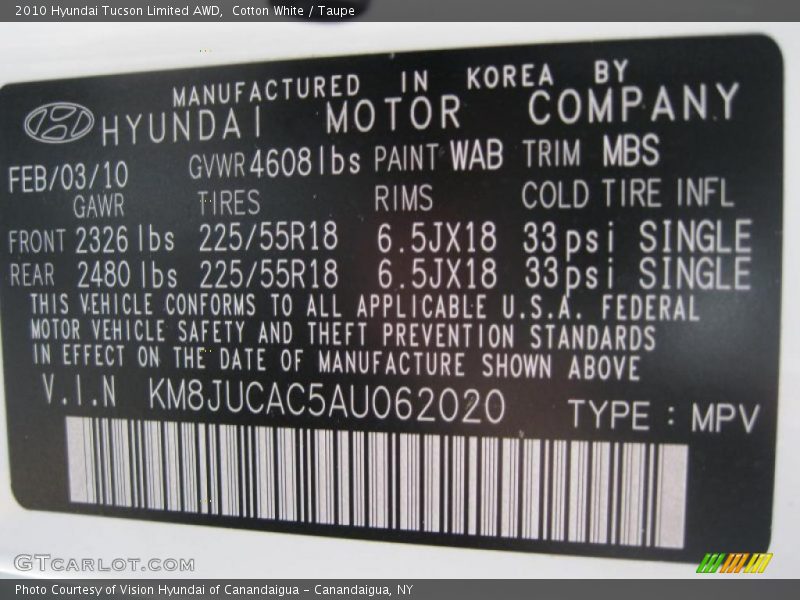 2010 Hyundai Tucson Limited AWD,  Cotton White / Taupe
MANUFACTURED IN KOREA BY
HYUNDAI MOTOR COMPANY
FEB/03/10 GVWR 4608 lbs PAINT WAB TRIM MBS
GAWR TIRES RIMS COLD TIRE INFL
FRONT 2326 lbs 225/55R18 6.5JX18 33 psi SINGLE
REAR 2480 lbs 225/55R18 6.5JX18 33 psi SINGLE
THIS VEHICLE CONFORMS TO ALL APPLICABLE U.S.A. FEDERAL
MOTOR VEHICLE SAFETY AND THEFT PREVENTION STANDARDS
IN EFFECT ON THE DATE OF MANUFACTURE SHOWN ABOVE
V.I.N KM8JUCAC5AU062020 TYPE : MPV
GTCARLOT.COM
Photo Courtesy of Vision Hyundai of Canandaigua - Canandaigua, NY